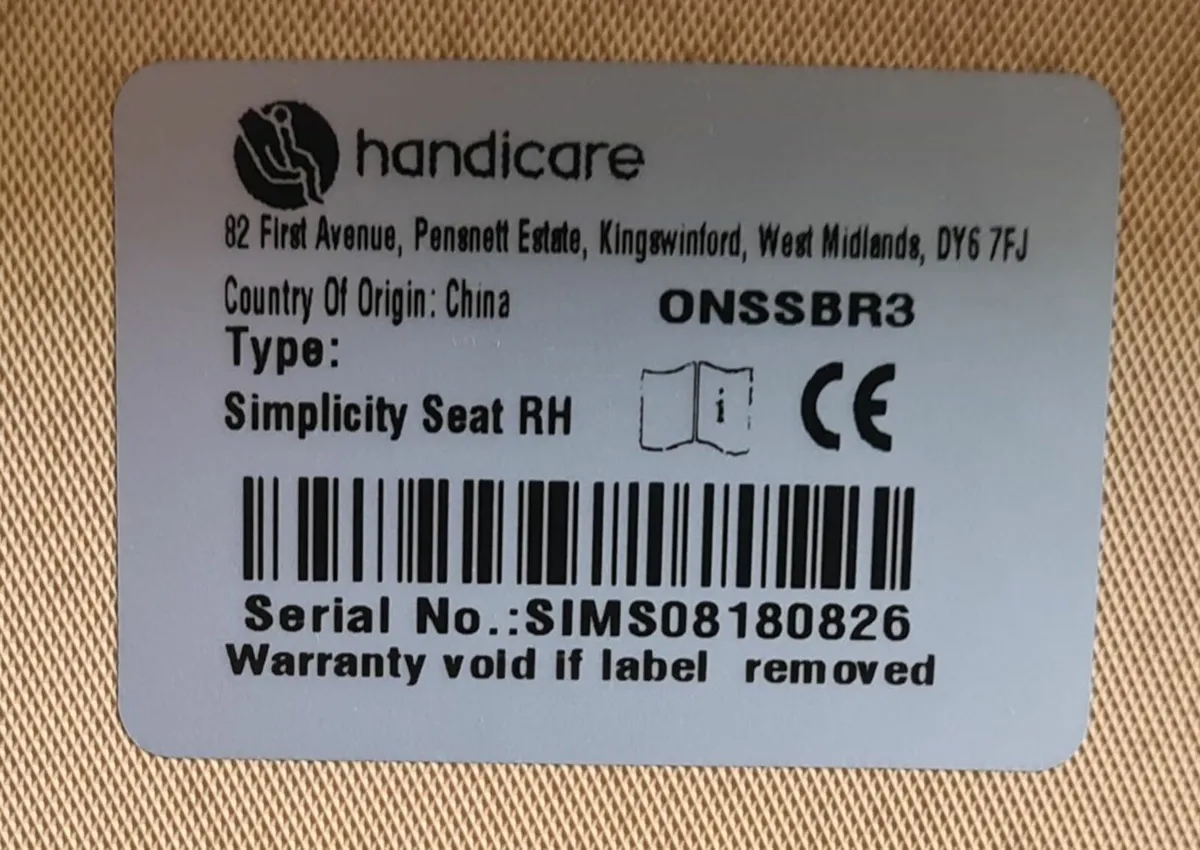 handicare
82 First Avenue, Pensnett Estate, Kingswinford, West Midlands, DY6 7FJ
Country Of Origin: China
ONSSBR3
Type:
Simplicity Seat RH
i CE
Serial No.:SIMS08180826
Warranty void if label removed